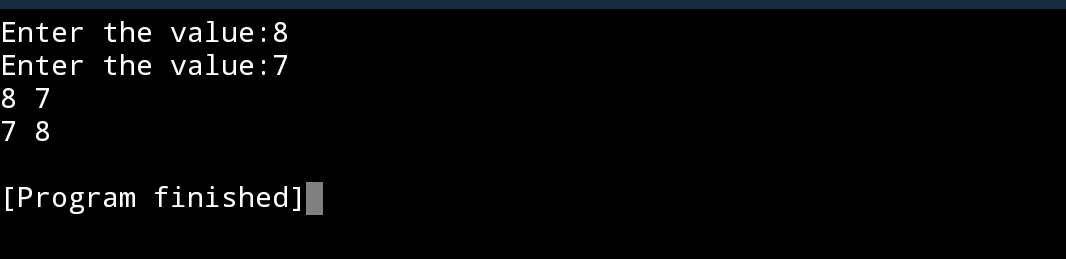 Enter the value:8
Enter the value:7
8 7
7 8
[Program finished]